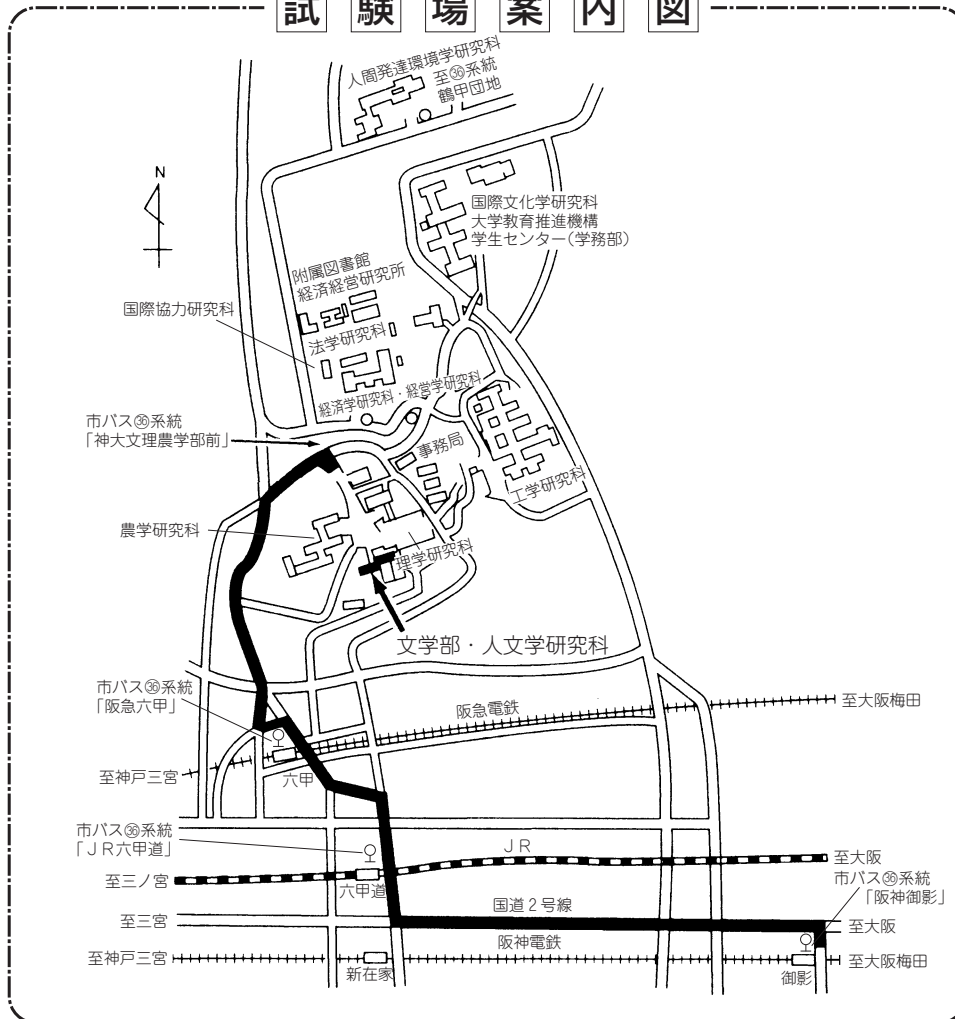 試験場案内図
人間発達環境学研究科
至㊱系統
鶴甲団地
N
国際文化学研究科
大学教育推進機構
学生センター(学務部)
附属図書館
経済経営研究所
国際協力研究科
法学研究科
経済学研究科・経営学研究科
市バス㊱系統
「神大文理農学部前」
事務局
工学研究科
農学研究科
理学研究科
文学部・人文学研究科
市バス㊱系統
「阪急六甲」
阪急電鉄
至大阪梅田
至神戸三宮
六甲
市バス㊱系統
「ＪＲ六甲道」
ＪＲ
至大阪
至三ノ宮
六甲道
市バス㊱系統
「阪神御影」
国道２号線
至三宮
至大阪
阪神電鉄
至神戸三宮
新在家
御影
至大阪梅田